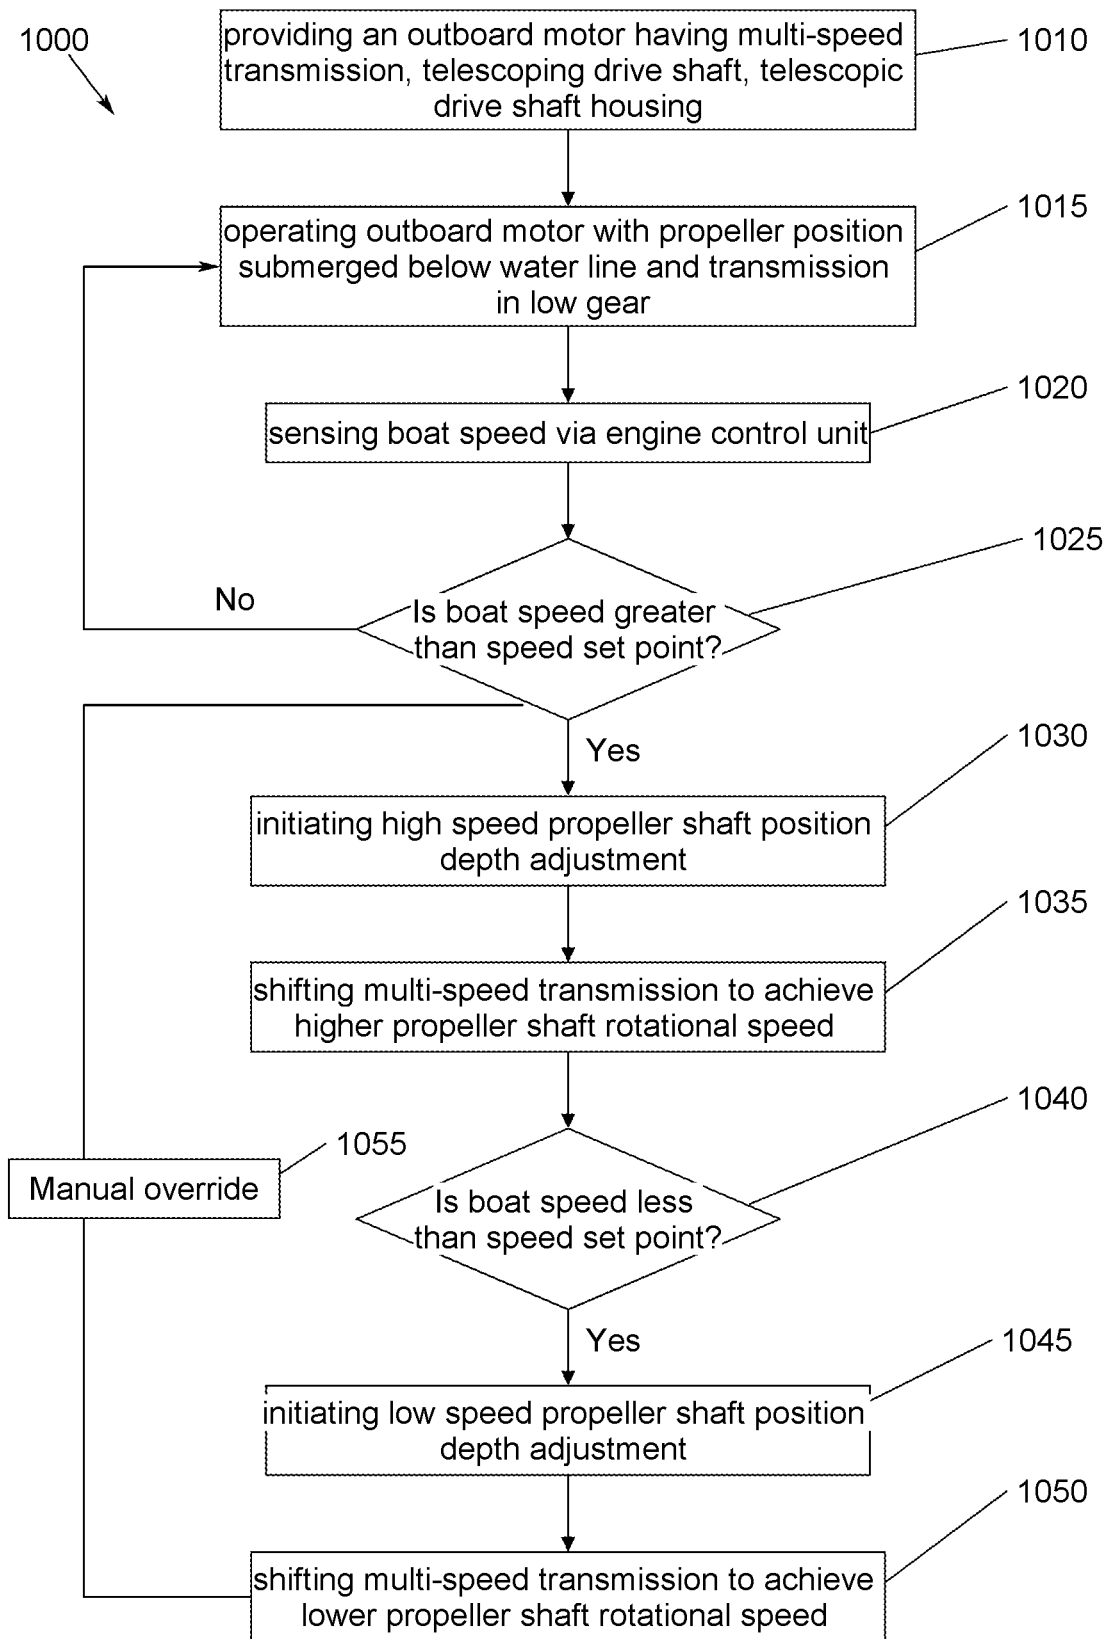 1000
providing an outboard motor having multi-speed
transmission, telescoping drive shaft, telescopic
drive shaft housing
1010
operating outboard motor with propeller position
submerged below water line and transmission
in low gear
1015
sensing boat speed via engine control unit
1020
Is boat speed greater
than speed set point?
1025
No
Yes
initiating high speed propeller shaft position
depth adjustment
1030
shifting multi-speed transmission to achieve
higher propeller shaft rotational speed
1035
Is boat speed less
than speed set point?
1040
Manual override
1055
Yes
initiating low speed propeller shaft position
depth adjustment
1045
shifting multi-speed transmission to achieve
lower propeller shaft rotational speed
1050